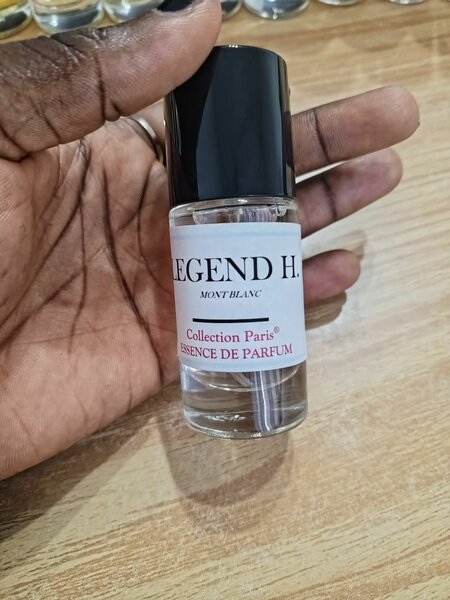 LEGEND H.
MONT BLANC
Collection Paris®
ESSENCE DE PARFUM